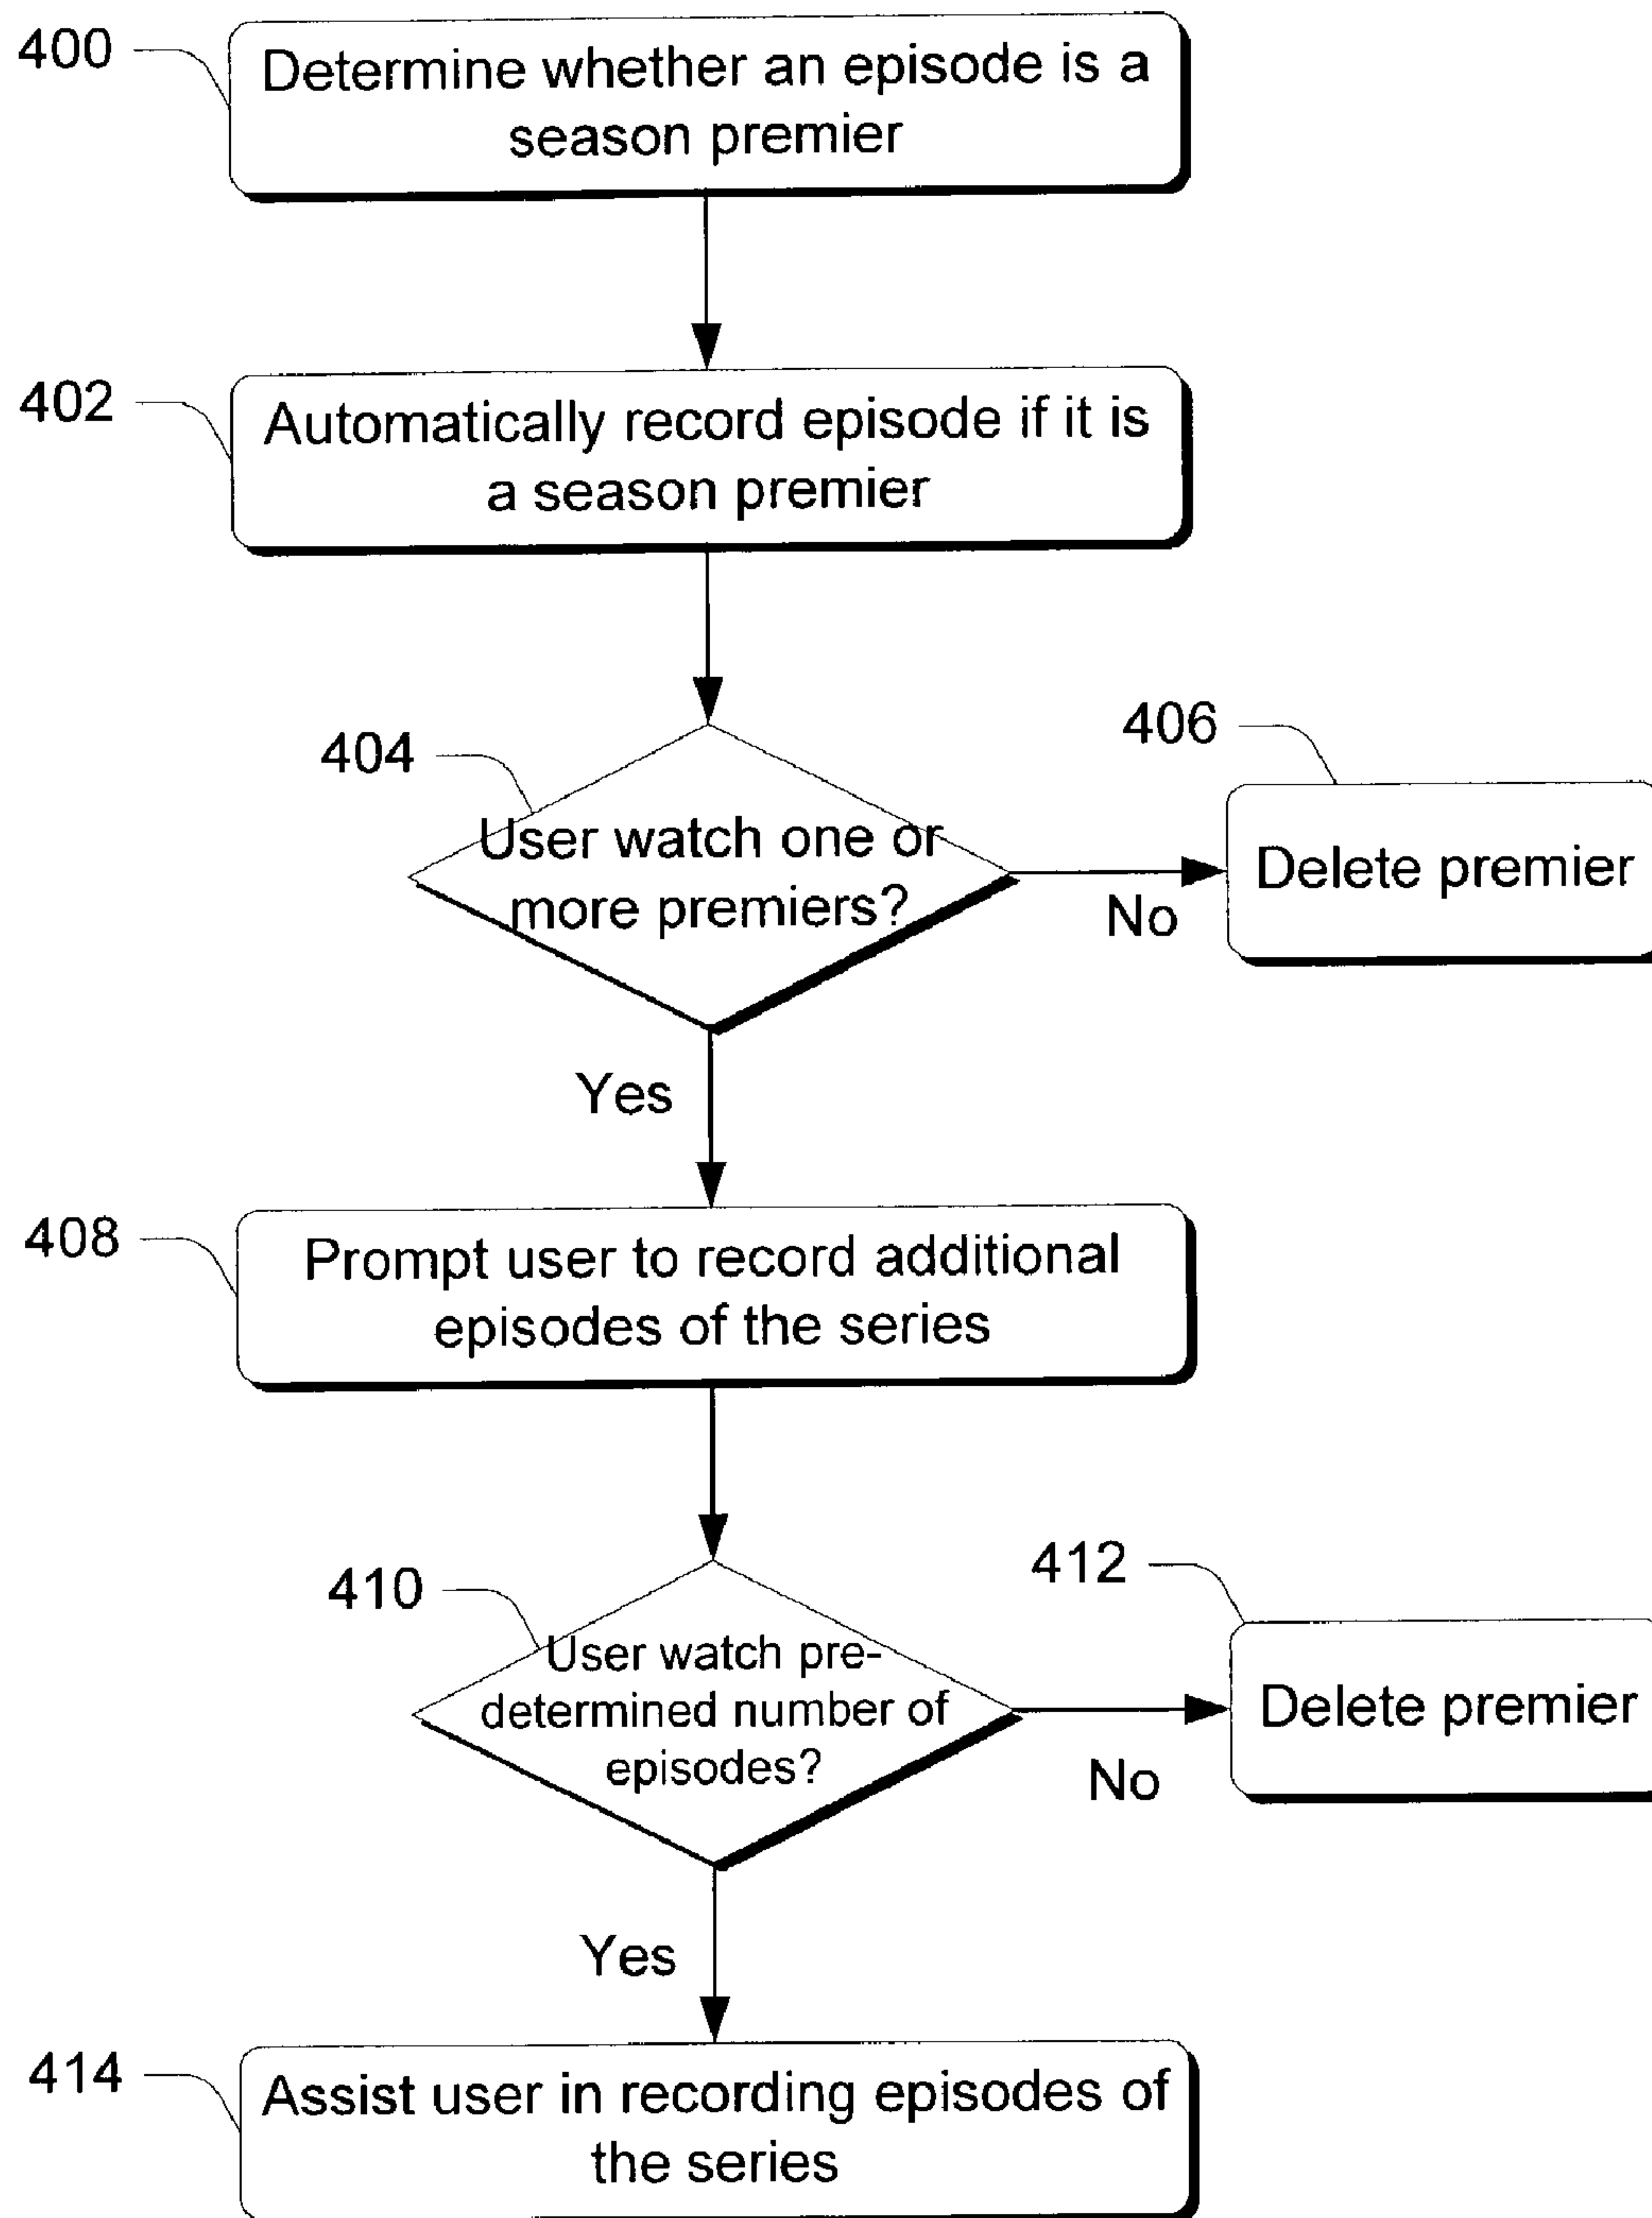 400
Determine whether an episode is a
season premier
402
Automatically record episode if it is
a season premier
404
User watch one or
more premiers?
406
Delete premier
No
Yes
408
Prompt user to record additional
episodes of the series
410
User watch pre-
determined number of
episodes?
412
Delete premier
No
Yes
414
Assist user in recording episodes of
the series